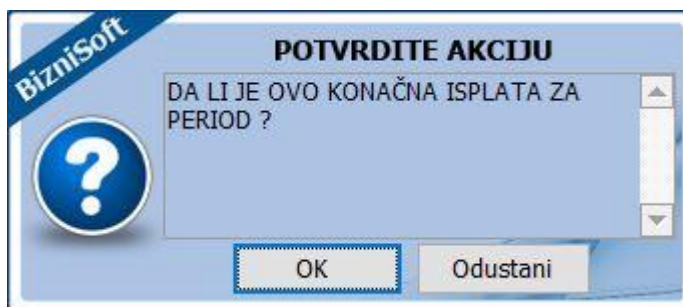 BizniSoft
POTVRDITE AKCIJU
DA LI JE OVO KONAČNA ISPLATA ZA
PERIOD ?
OK
Odustani